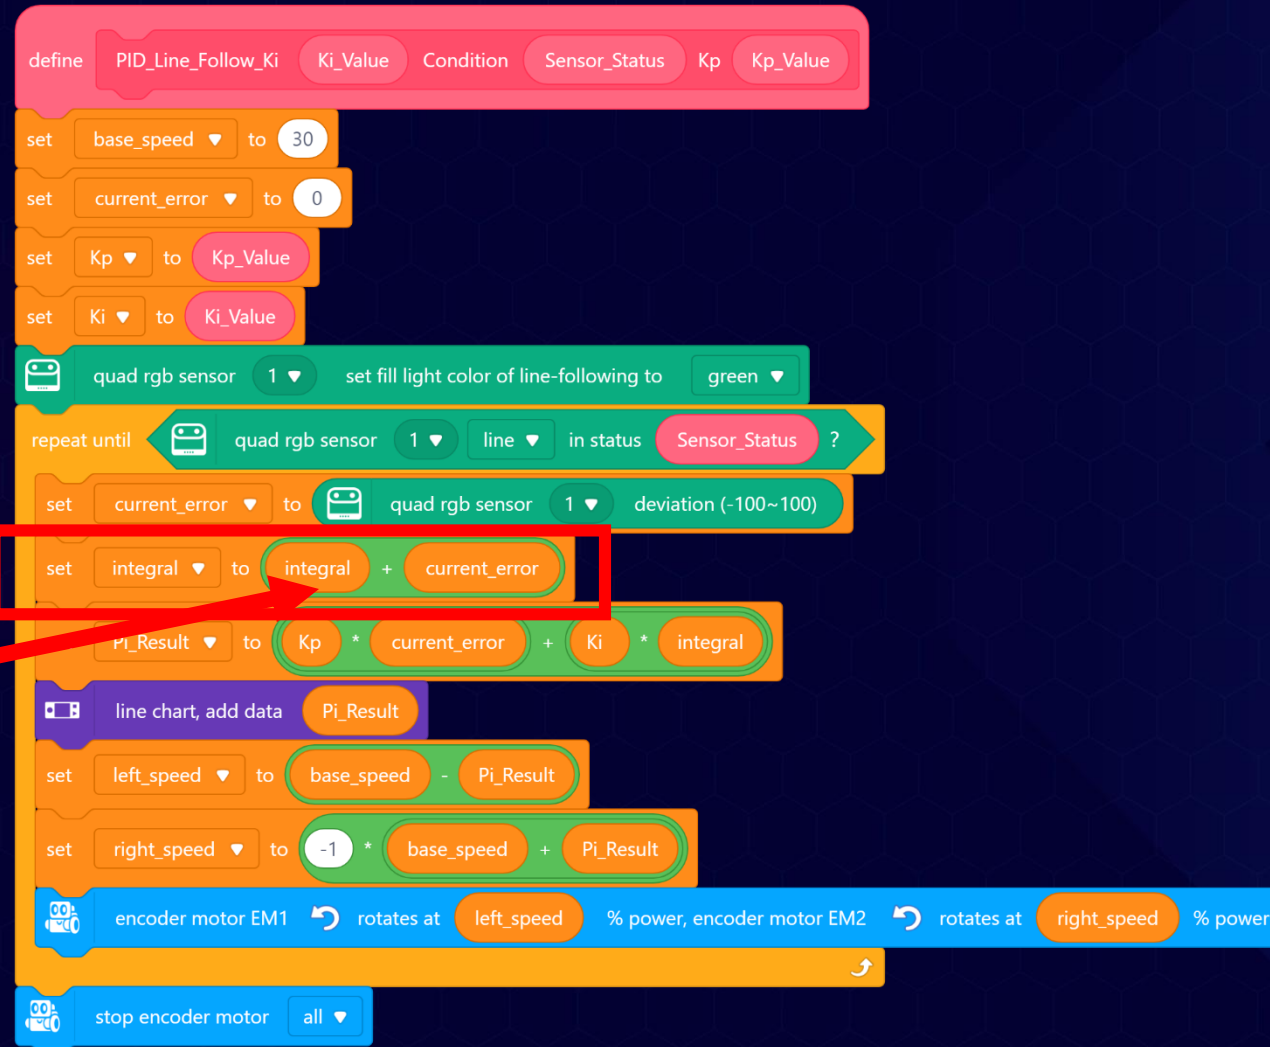 define PID_Line_Follow_Ki Ki_Value Condition Sensor_Status Kp Kp_Value
set base_speed to 30
set current_error to 0
set Kp to Kp_Value
set Ki to Ki_Value
quad rgb sensor 1 set fill light color of line-following to green
repeat until quad rgb sensor 1 line in status Sensor_Status ?
set current_error to quad rgb sensor 1 deviation (-100~100)
set integral to integral + current_error
Pi_Result to Kp * current_error + Ki * integral
line chart, add data Pi_Result
set left_speed to base_speed - Pi_Result
set right_speed to -1 * base_speed + Pi_Result
encoder motor EM1 rotates at left_speed % power, encoder motor EM2 rotates at right_speed % power
stop encoder motor all